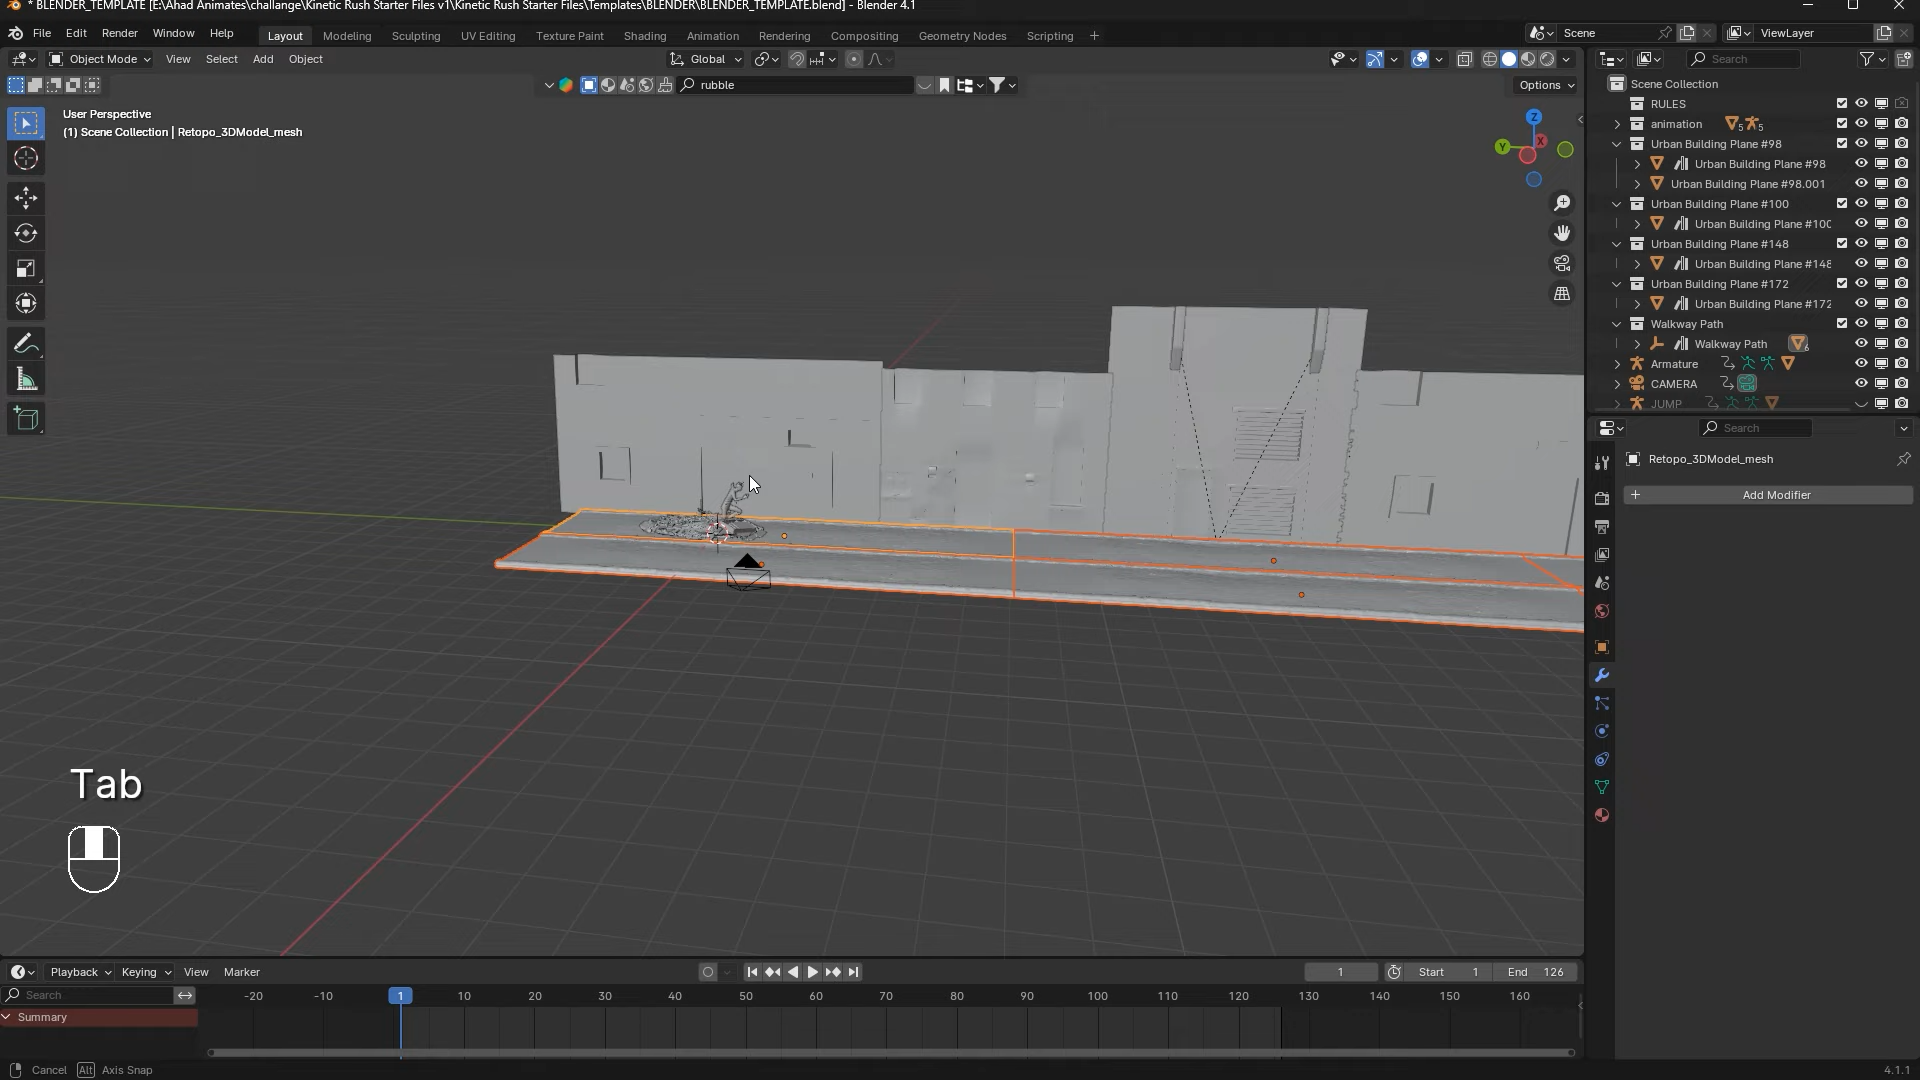 * BLENDER_TEMPLATE [E:\Ahad Animates\challange\Kinetic Rush Starter Files v1\Kinetic Rush Starter Files\Templates\BLENDER\BLENDER_TEMPLATE.blend] - Blender 4.1
File Edit Render Window Help Layout Modeling Sculpting UV Editing Texture Paint Shading Animation Rendering Compositing Geometry Nodes Scripting + Scene ViewLayer
Object Mode View Select Add Object Global Search
rubble Options
User Perspective
(1) Scene Collection | Retopo_3DModel_mesh
Z
Y X
Scene Collection
RULES
animation 5 5
Urban Building Plane #98
Urban Building Plane #98
Urban Building Plane #98.001
Urban Building Plane #100
Urban Building Plane #100
Urban Building Plane #148
Urban Building Plane #148
Urban Building Plane #172
Urban Building Plane #172
Walkway Path
Walkway Path 6
Armature
CAMERA
JUMP
Search
Retopo_3DModel_mesh
+ Add Modifier
Tab
Playback Keying View Marker 1 Start 1 End 126
Search -20 -10 1 10 20 30 40 50 60 70 80 90 100 110 120 130 140 150 160
Summary
Cancel Alt Axis Snap 4.1.1